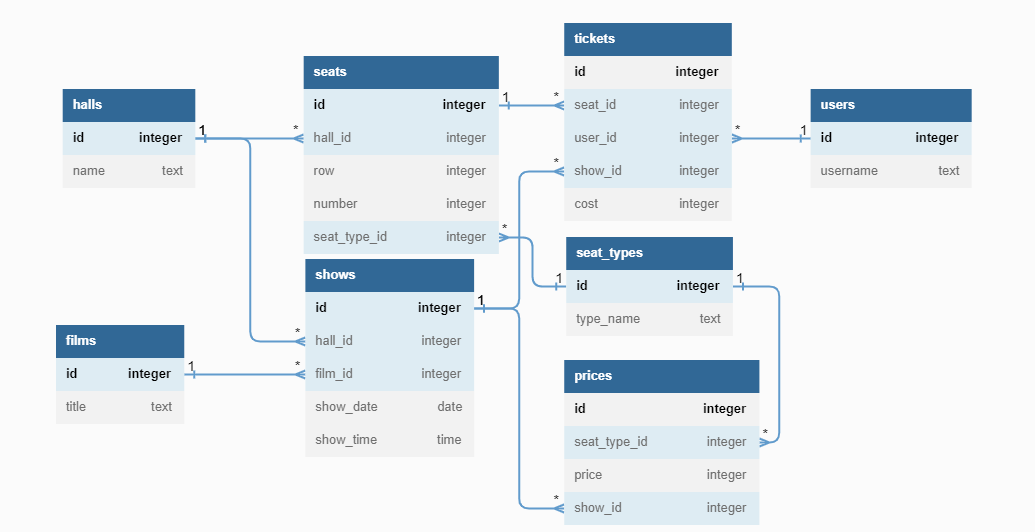 halls
id integer
name text
films
id integer
title text
seats
id integer
hall_id integer
row integer
number integer
seat_type_id integer
shows
id integer
hall_id integer
film_id integer
show_date date
show_time time
tickets
id integer
seat_id integer
user_id integer
show_id integer
cost integer
seat_types
id integer
type_name text
prices
id integer
seat_type_id integer
price integer
show_id integer
users
id integer
username text
1 *
1 *
1 *
1 *
1 *
1 *
* 1
* 1
1 *